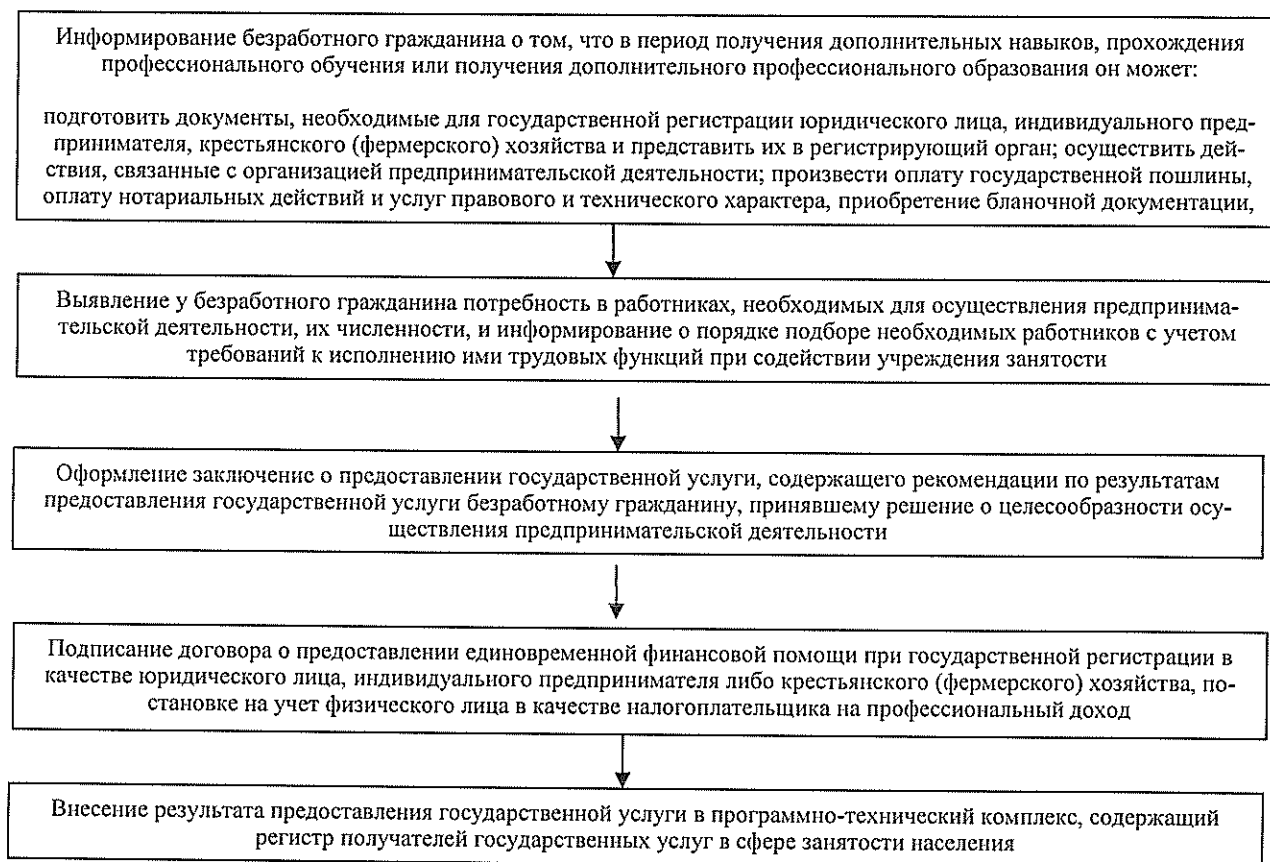 Информирование безработного гражданина о том, что в период получения дополнительных навыков, прохождения
профессионального обучения или получения дополнительного профессионального образования он может:
подготовить документы, необходимые для государственной регистрации юридического лица, индивидуального пред-
принимателя, крестьянского (фермерского) хозяйства и представить их в регистрирующий орган; осуществить дей-
ствия, связанные с организацией предпринимательской деятельности; произвести оплату государственной пошлины,
оплату нотариальных действий и услуг правового и технического характера, приобретение бланочной документации,
Выявление у безработного гражданина потребность в работниках, необходимых для осуществления предпринима-
тельской деятельности, их численности, и информирование о порядке подборе необходимых работников с учетом
требований к исполнению ими трудовых функций при содействии учреждения занятости
Оформление заключение о предоставлении государственной услуги, содержащего рекомендации по результатам
предоставления государственной услуги безработному гражданину, принявшему решение о целесообразности осу-
ществления предпринимательской деятельности
Подписание договора о предоставлении единовременной финансовой помощи при государственной регистрации в
качестве юридического лица, индивидуального предпринимателя либо крестьянского (фермерского) хозяйства, по-
становке на учет физического лица в качестве налогоплательщика на профессиональный доход
Внесение результата предоставления государственной услуги в программно-технический комплекс, содержащий
регистр получателей государственных услуг в сфере занятости населения